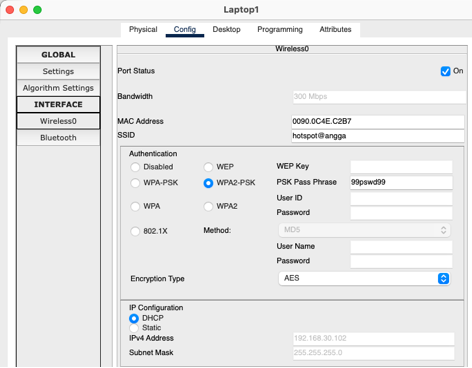 Laptop1
Physical Config Desktop Programming Attributes
GLOBAL
Settings
Algorithm Settings
INTERFACE
Wireless0
Bluetooth
Wireless0
Port Status On
Bandwidth 300 Mbps
MAC Address 0090.0C4E.C2B7
SSID hotspot@angga
Authentication
Disabled WEP WEP Key
WPA-PSK WPA2-PSK PSK Pass Phrase 99pswd99
User ID
WPA WPA2 Password
802.1X Method: MD5
User Name
Password
Encryption Type AES
IP Configuration
DHCP
Static
IPv4 Address 192.168.30.102
Subnet Mask 255.255.255.0